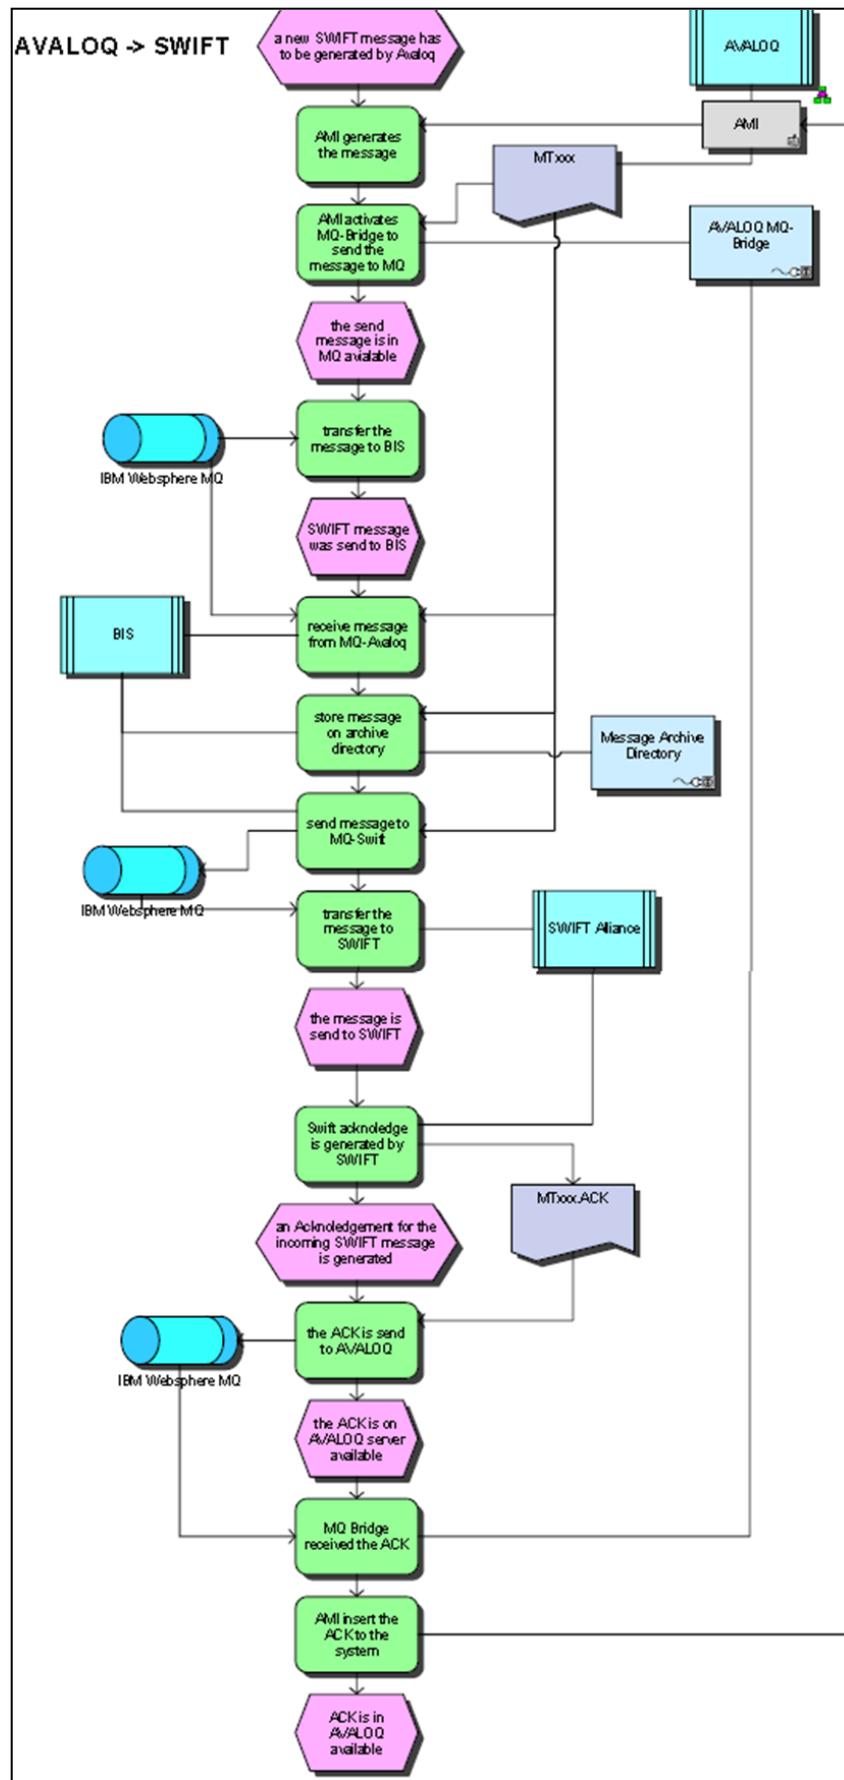 AVALOQ -> SWIFT
a new SWIFT message has
to be generated by Avaloq
AVALOQ
AMI generates
the message
AMI
MTxxx
AMI activates
MQ-Bridge to
send the
message to MQ
AVALOQ MQ-
Bridge
the send
message is in
MQ avialable
transfer the
message to BIS
IBM Websphere MQ
SWIFT message
was send to BIS
BIS
receive message
from MQ-Avaloq
store message
on archive
directory
Message Archive
Directory
send message to
MQ-Swift
IBM Websphere MQ
transfer the
message to
SWIFT
SWIFT Alliance
the message is
send to SWIFT
Swift acknoledge
is generated by
SWIFT
MTxxx.ACK
an Acknoledgement for the
incoming SWIFT message
is generated
the ACK is send
to AVALOQ
IBM Websphere MQ
the ACK is on
AVALOQ server
available
MQ Bridge
received the ACK
AMI insert the
ACK to the
system
ACK is in
AVALOQ
available